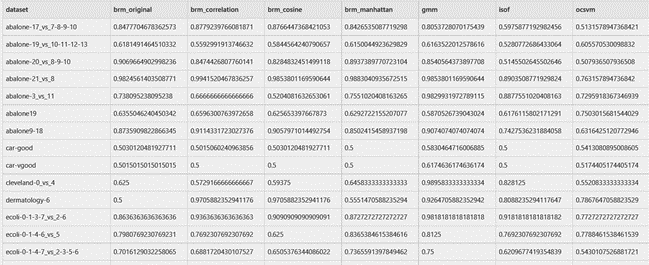 dataset brm_original brm_correlation brm_cosine brm_manhattan gmm isof ocsvm
abalone-17_vs_7-8-9-10 0.8477704678362573 0.8779239766081871 0.8766447368421053 0.8426535087719298 0.8053728070175439 0.5975877192982456 0.5131578947368421
abalone-19_vs_10-11-12-13 0.6181491464510332 0.5592991913746632 0.5844564240790657 0.6150044923629829 0.6163522012578616 0.5280772686433064 0.605570530098832
abalone-20_vs_8-9-10 0.9069664902998236 0.8474426807760141 0.8284832451499118 0.8937389770723104 0.8540564373897708 0.5145502645502646 0.507936507936508
abalone-21_vs_8 0.9824561403508771 0.9941520467836257 0.9853801169590644 0.9883040935672515 0.9853801169590644 0.8903508771929824 0.763157894736842
abalone-3_vs_11 0.738095238095238 0.6666666666666666 0.5204081632653061 0.7551020408163265 0.9829931972789115 0.8877551020408163 0.7295918367346939
abalone19 0.6355046240450342 0.6596300763972658 0.625653397667873 0.6292722155207077 0.5870526739043024 0.6176115802171291 0.7503015681544029
abalone9-18 0.8735909822866345 0.9114331723027376 0.9057971014492754 0.8502415458937198 0.9074074074074074 0.7427536231884058 0.6316425120772946
car-good 0.5030120481927711 0.5015060240963856 0.5030120481927711 0.5 0.5830464716006885 0.5 0.5413080895008605
car-vgood 0.5015015015015015 0.5 0.5 0.5 0.6174636174636174 0.5 0.5174405174405174
cleveland-0_vs_4 0.625 0.5729166666666667 0.59375 0.6458333333333333 0.9895833333333334 0.828125 0.5520833333333334
dermatology-6 0.5 0.9705882352941176 0.9705882352941176 0.5551470588235294 0.9264705882352942 0.8088235294117647 0.7867647058823529
ecoli-0-1-3-7_vs_2-6 0.8636363636363636 0.9363636363636363 0.9090909090909091 0.8727272727272727 0.9818181818181818 0.9181818181818182 0.7727272727272727
ecoli-0-1-4-6_vs_5 0.7980769230769231 0.7692307692307692 0.625 0.8365384615384616 0.8125 0.7692307692307692 0.7788461538461539
ecoli-0-1-4-7_vs_2-3-5-6 0.7016129032258065 0.6881720430107527 0.6505376344086022 0.7365591397849462 0.75 0.6209677419354839 0.5430107526881721